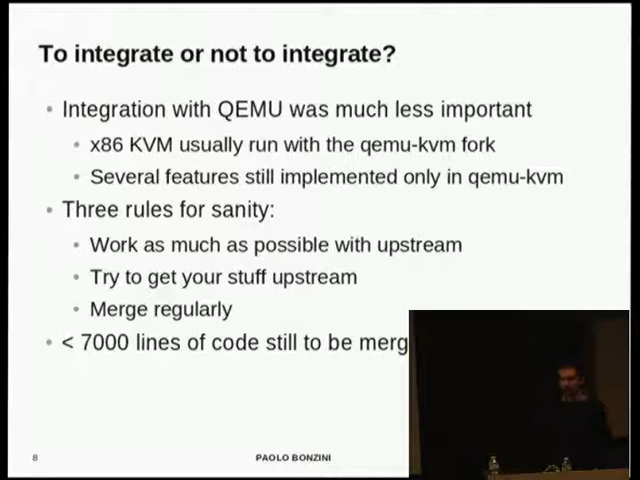 To integrate or not to integrate?
• Integration with QEMU was much less important
• x86 KVM usually run with the qemu-kvm fork
• Several features still implemented only in qemu-kvm
• Three rules for sanity:
• Work as much as possible with upstream
• Try to get your stuff upstream
• Merge regularly
• < 7000 lines of code still to be merg
8
PAOLO BONZINI